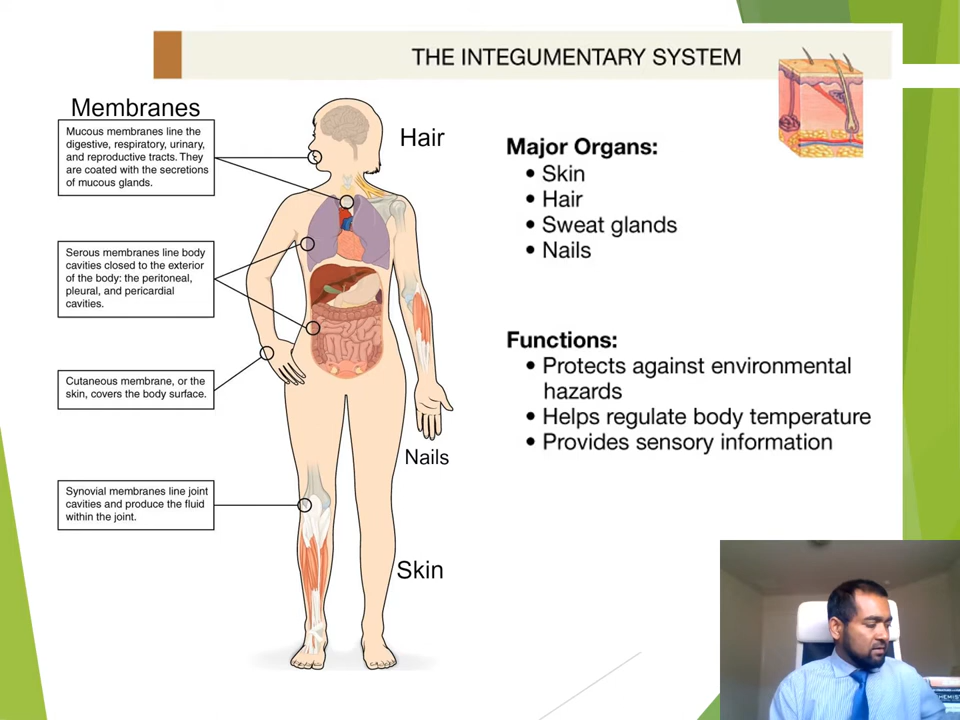 THE INTEGUMENTARY SYSTEM
Membranes
Mucous membranes line the
digestive, respiratory, urinary,
and reproductive tracts. They
are coated with the secretions
of mucous glands.
Serous membranes line body
cavities closed to the exterior
of the body: the peritoneal,
pleural, and pericardial
cavities.
Cutaneous membrane, or the
skin, covers the body surface.
Synovial membranes line joint
cavities and produce the fluid
within the joint.
Hair
Nails
Skin
Major Organs:
• Skin
• Hair
• Sweat glands
• Nails
Functions:
• Protects against environmental
hazards
• Helps regulate body temperature
• Provides sensory information